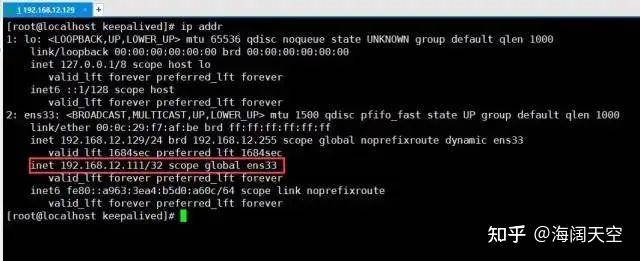 1 192.168.12.129
[root@localhost keepalived]# ip addr
1: lo: <LOOPBACK,UP,LOWER_UP> mtu 65536 qdisc noqueue state UNKNOWN group default qlen 1000
link/loopback 00:00:00:00:00:00 brd 00:00:00:00:00:00
inet 127.0.0.1/8 scope host lo
valid_lft forever preferred_lft forever
inet6 ::1/128 scope host
valid_lft forever preferred_lft forever
2: ens33: <BROADCAST,MULTICAST,UP,LOWER_UP> mtu 1500 qdisc pfifo_fast state UP group default qlen 1000
link/ether 00:0c:29:f7:af:be brd ff:ff:ff:ff:ff:ff
inet 192.168.12.129/24 brd 192.168.12.255 scope global noprefixroute dynamic ens33
valid_lft 1684sec preferred_lft 1684sec
inet 192.168.12.111/32 scope global ens33
valid_lft forever preferred_lft forever
inet6 fe80::a963:3ea4:b5d0:a60c/64 scope link noprefixroute
valid_lft forever preferred_lft forever
[root@localhost keepalived]#
知乎 @海阔天空